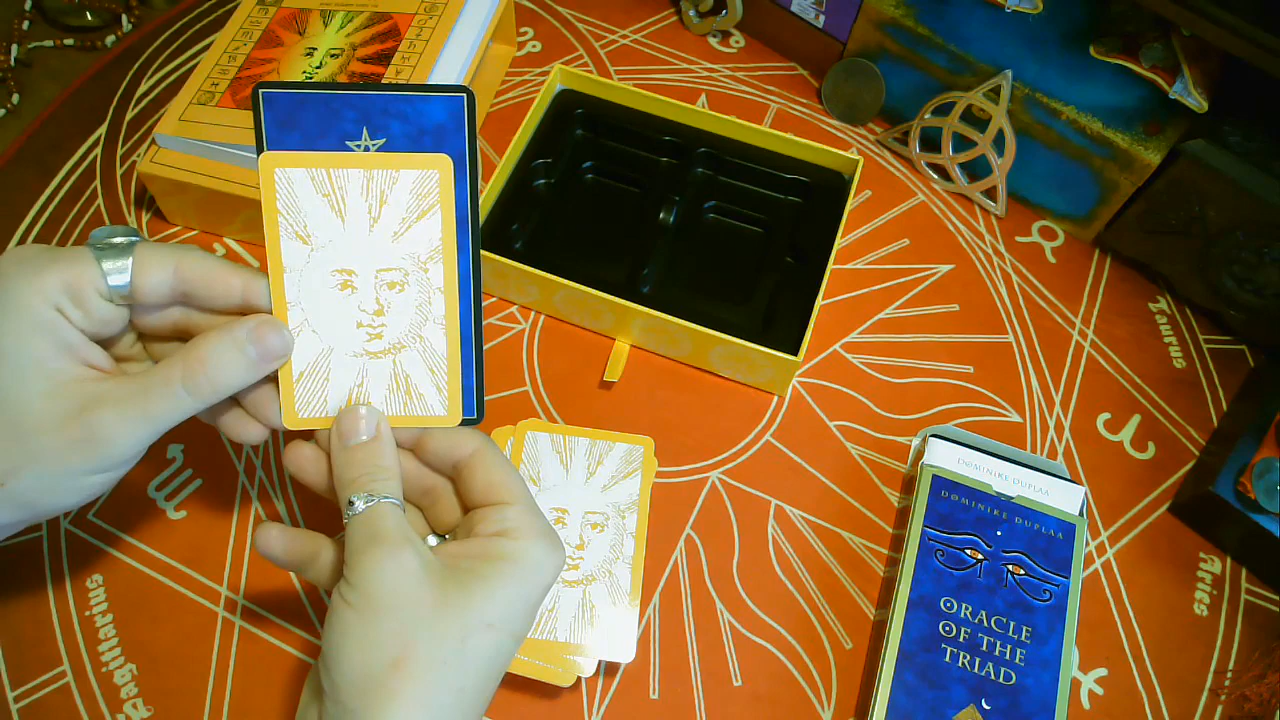 DOMINIKE DUPLAA
DOMINIKE DUPLAA
ORACLE
OF THE
TRIAD
Taurus
Aries
Sagittarius